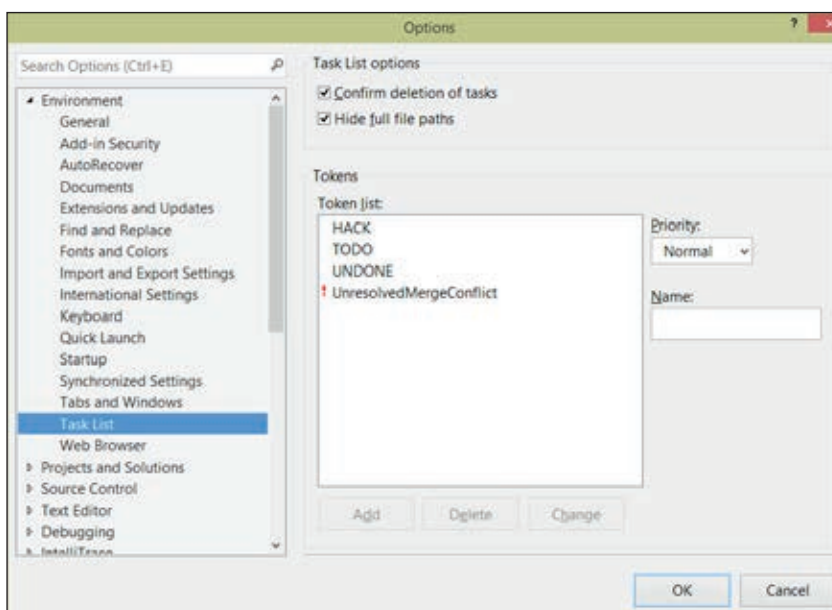 Options
?
Search Options (Ctrl+E)
Environment
General
Add-in Security
AutoRecover
Documents
Extensions and Updates
Find and Replace
Fonts and Colors
Import and Export Settings
International Settings
Keyboard
Quick Launch
Startup
Synchronized Settings
Tabs and Windows
Task List
Web Browser
Projects and Solutions
Source Control
Text Editor
Debugging
IntelliTrace
Task List options
Confirm deletion of tasks
Hide full file paths
Tokens
Token list:
HACK
TODO
UNDONE
! UnresolvedMergeConflict
Priority:
Normal
Name:
Add
Delete
Change
OK
Cancel